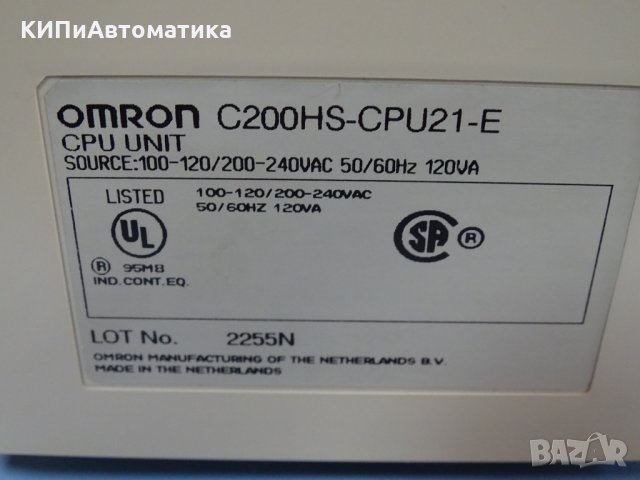 КИПиАвтоматика
OMRON C200HS-CPU21-E
CPU UNIT
SOURCE:100-120/200-240VAC 50/60Hz 120VA
LISTED 100-120/200-240VAC
50/60HZ 120VA
UL
SA ®
® 95M8
IND.CONT.EQ.
LOT No. 2255N
OMRON MANUFACTURING OF THE NETHERLANDS B.V.
MADE IN THE NETHERLANDS
BAZAR